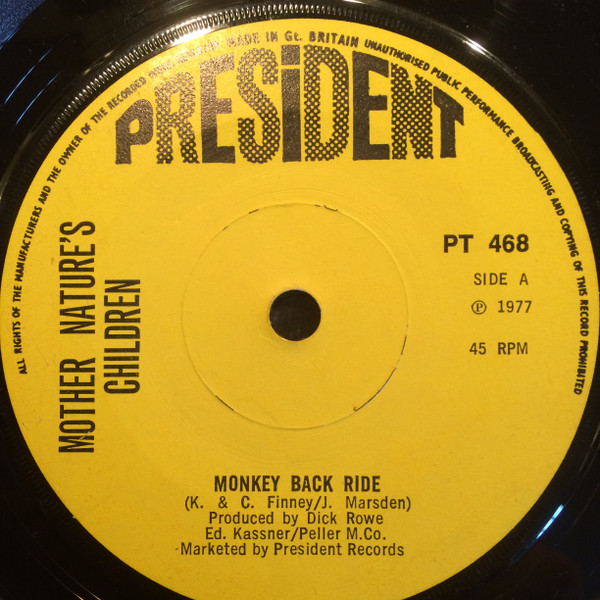 ALL RIGHTS OF THE MANUFACTURERS AND THE OWNER OF THE RECORDED MADE IN Gt. BRITAIN UNAUTHORISED PUBLIC PERFORMANCE BROADCASTING AND COPYING OF THIS RECORD PROHIBITED
PRESiDENT
MOTHER NATURE'S
CHILDREN
PT 468
SIDE A
℗ 1977
45 RPM
MONKEY BACK RIDE
(K. & C. Finney/J. Marsden)
Produced by Dick Rowe
Ed. Kassner/Peller M.Co.
Marketed by President Records